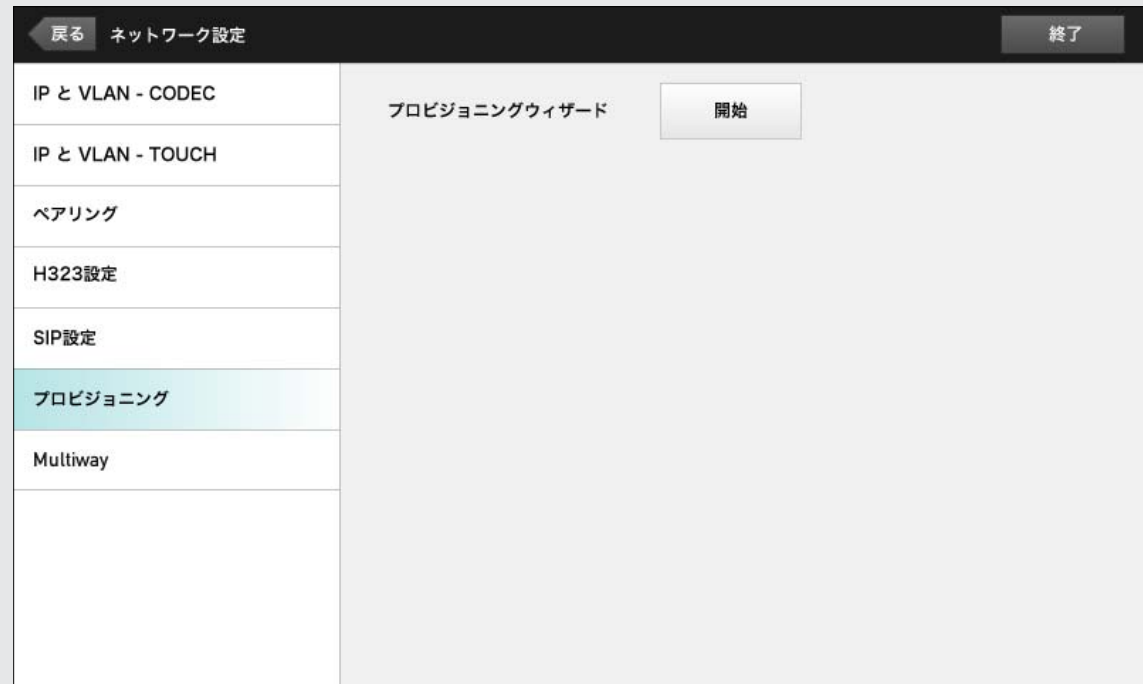 戻る ネットワーク設定 終了
IP と VLAN - CODEC
プロビジョニングウィザード 開始
IP と VLAN - TOUCH
ペアリング
H323設定
SIP設定
プロビジョニング
Multiway